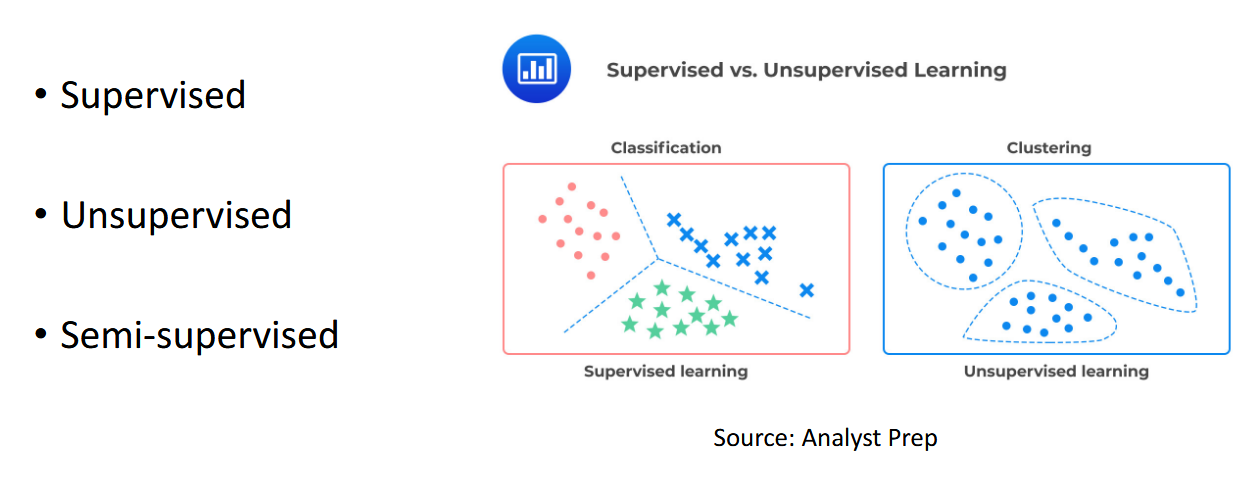 • Supervised
• Unsupervised
• Semi-supervised
Supervised vs. Unsupervised Learning
Classification
Supervised learning
Clustering
Unsupervised learning
Source: Analyst Prep